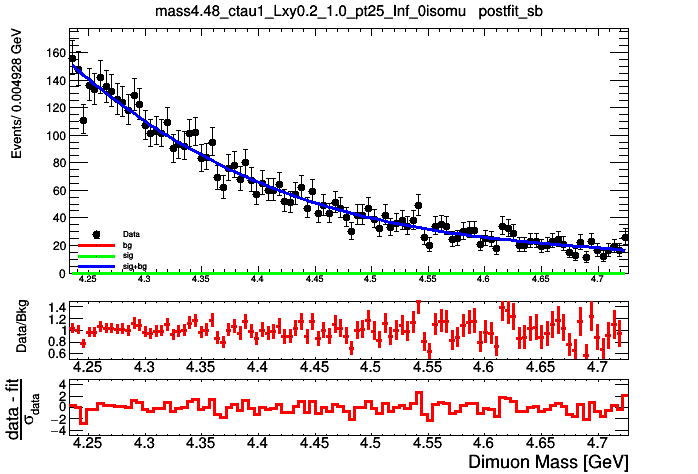 mass4.48_ctau1_Lxy0.2_1.0_pt25_Inf_0isomu postfit_sb
Events/ 0.004928 GeV
160
140
120
100
80
60
40
20
0
Data
bg
sig
sig+bg
4.25 4.3 4.35 4.4 4.45 4.5 4.55 4.6 4.65 4.7
Data/Bkg
1.4
1.2
1
0.8
0.6
4.25 4.3 4.35 4.4 4.45 4.5 4.55 4.6 4.65 4.7
data - fit
σdata
4
2
0
−2
−4
4.25 4.3 4.35 4.4 4.45 4.5 4.55 4.6 4.65 4.7
Dimuon Mass [GeV]